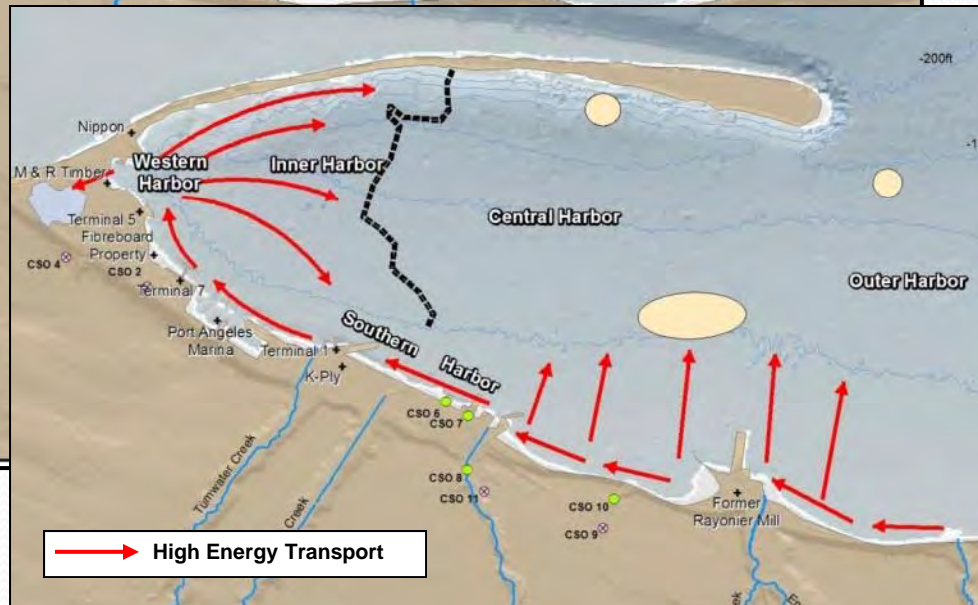 -200ft
-1
Nippon
M & R Timber
Western
Harbor
Inner Harbor
Central Harbor
Outer Harbor
Terminal 5
Fibreboard
Property
CSO 4
CSO 2
Terminal 7
Port Angeles
Marina
Terminal 1
K-Ply
Southern
Harbor
CSO 6
CSO 7
CSO 8
CSO 11
CSO 10
CSO 9
Former
Rayonier Mill
Tumwater Creek
Creek
High Energy Transport